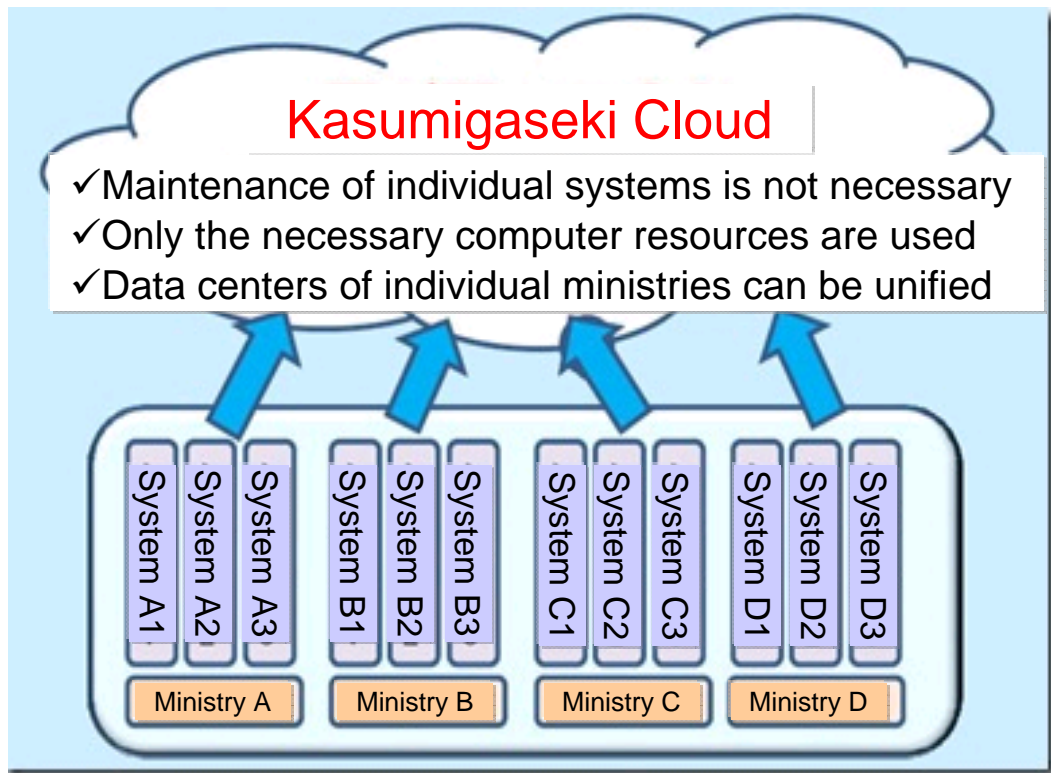 Kasumigaseki Cloud
✓Maintenance of individual systems is not necessary
✓Only the necessary computer resources are used
✓Data centers of individual ministries can be unified
System A1
System A2
System A3
System B1
System B2
System B3
System C1
System C2
System C3
System D1
System D2
System D3
Ministry A
Ministry B
Ministry C
Ministry D